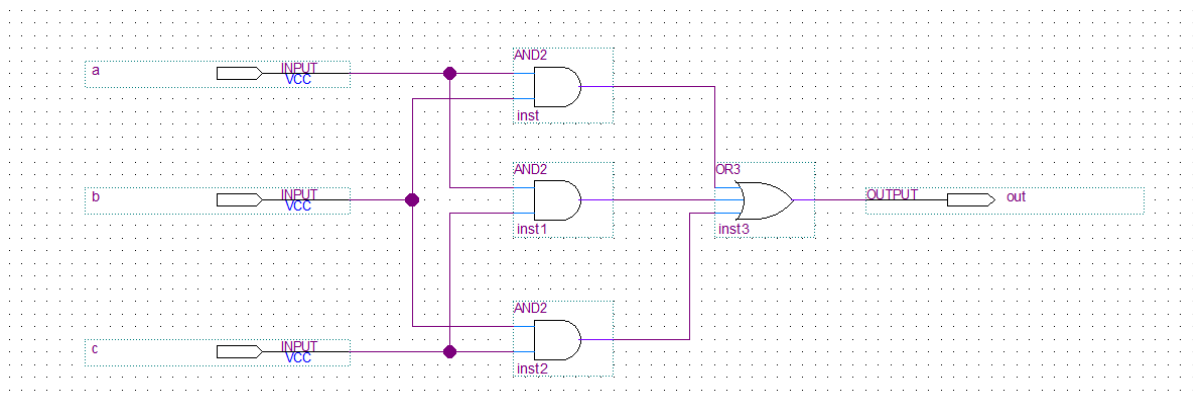 AND2
a
INPUT
VCC
inst
AND2
OR3
b
INPUT
VCC
OUTPUT
out
inst1
inst3
AND2
c
INPUT
VCC
inst2